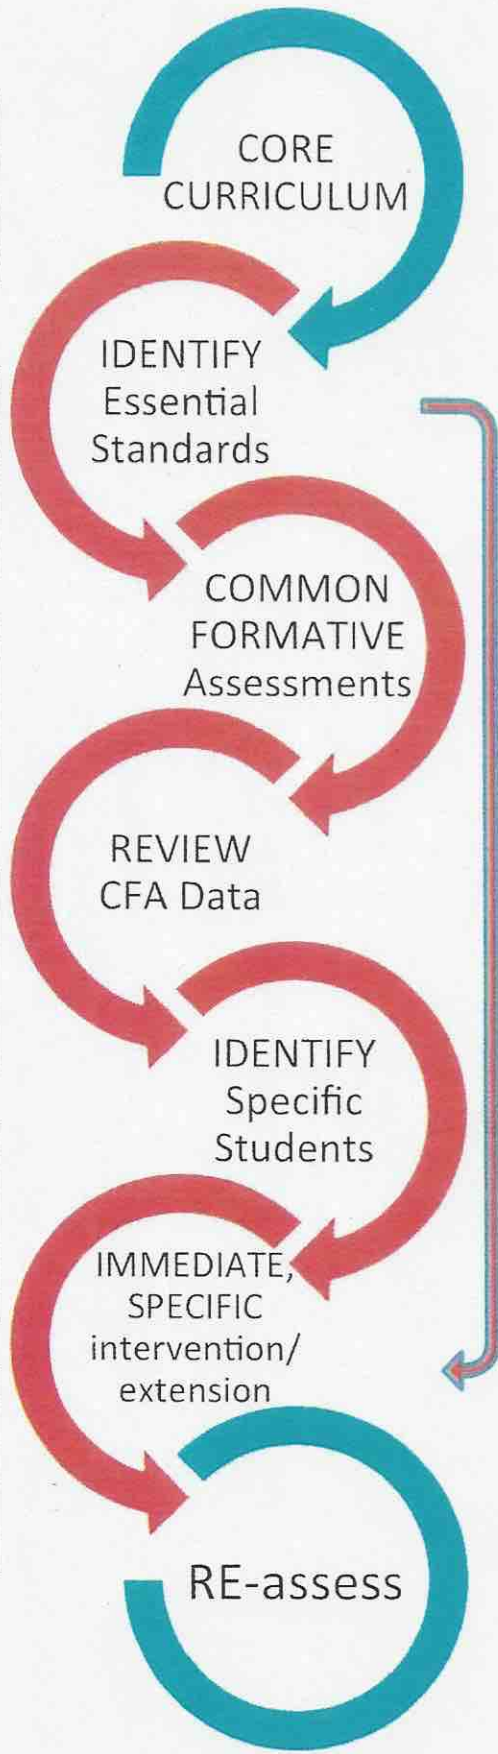 CORE
CURRICULUM
IDENTIFY
Essential
Standards
COMMON
FORMATIVE
Assessments
REVIEW
CFA Data
IDENTIFY
Specific
Students
IMMEDIATE,
SPECIFIC
intervention/
extension
RE-assess